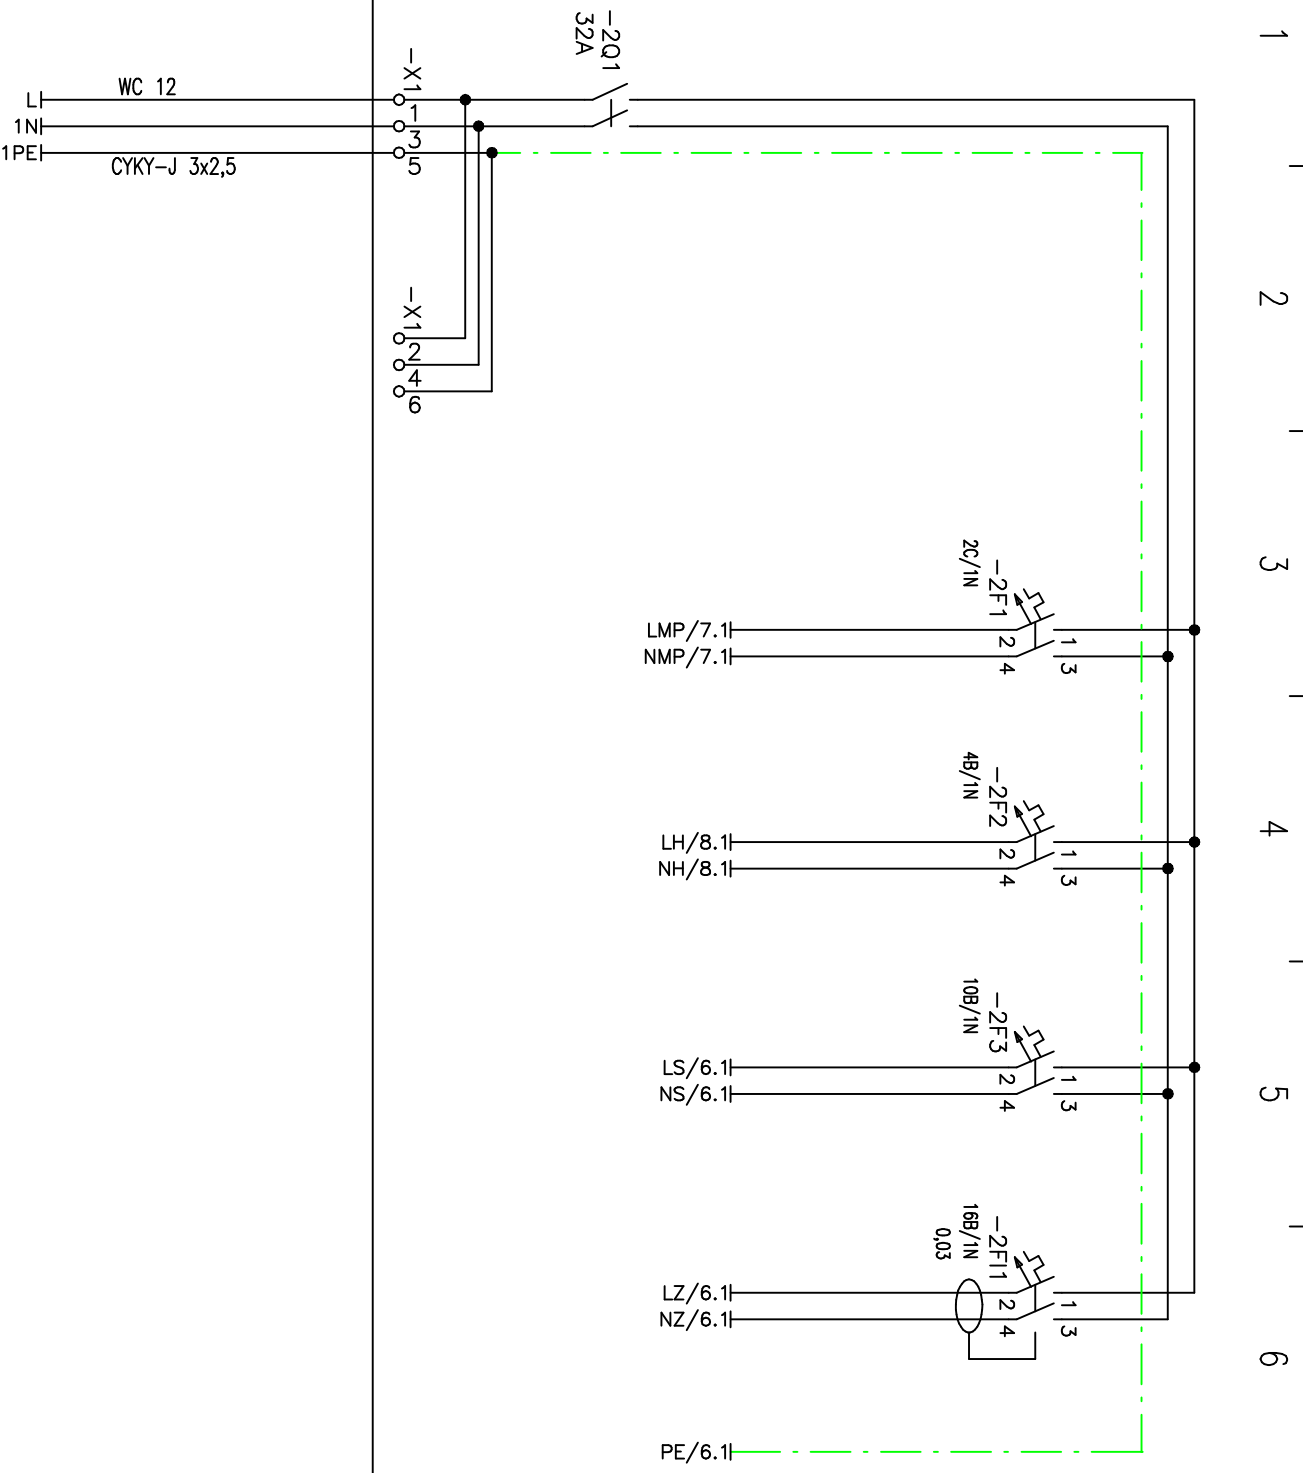 1
2
3
4
5
6
-2Q1
32A
-X1
1
3
5
WC 12
L
1N
1PE
CYKY-J 3x2,5
-X1
2
4
6
-2F1
2C/1N
1
2
3
4
LMP/7.1
NMP/7.1
-2F2
4B/1N
1
2
3
4
LH/8.1
NH/8.1
-2F3
10B/1N
1
2
3
4
LS/6.1
NS/6.1
-2FI1
16B/1N
0,03
1
2
3
4
LZ/6.1
NZ/6.1
PE/6.1